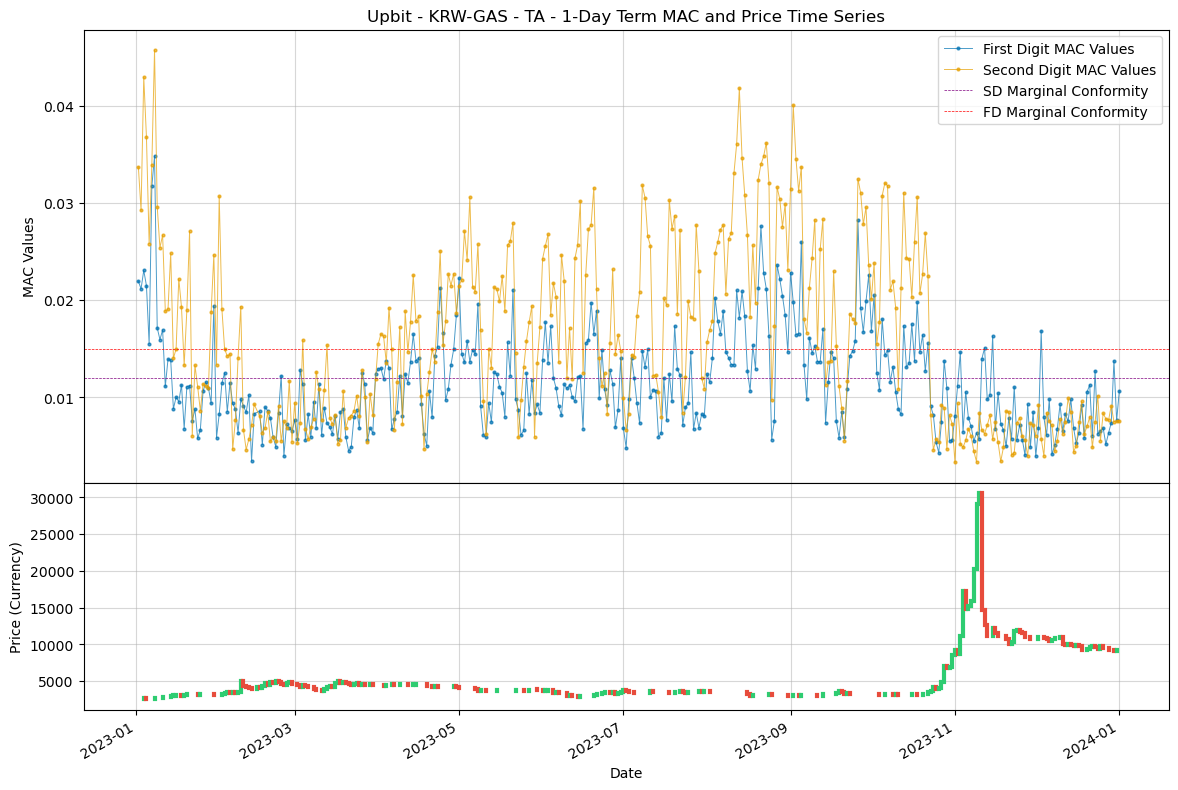 Upbit - KRW-GAS - TA - 1-Day Term MAC and Price Time Series
First Digit MAC Values
Second Digit MAC Values
SD Marginal Conformity
FD Marginal Conformity
MAC Values
0.04
0.03
0.02
0.01
Price (Currency)
30000
25000
20000
15000
10000
5000
2023-01
2023-03
2023-05
2023-07
2023-09
2023-11
2024-01
Date